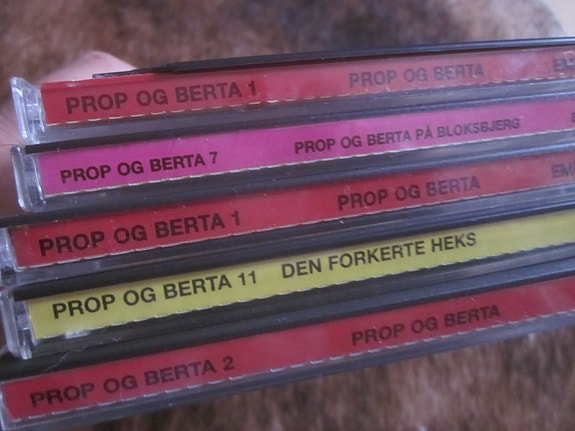 PROP OG BERTA 1 PROP OG BERTA
PROP OG BERTA 7 PROP OG BERTA PÅ BLOKSBJERG
PROP OG BERTA 1 PROP OG BERTA
PROP OG BERTA 11 DEN FORKERTE HEKS
PROP OG BERTA 2 PROP OG BERTA